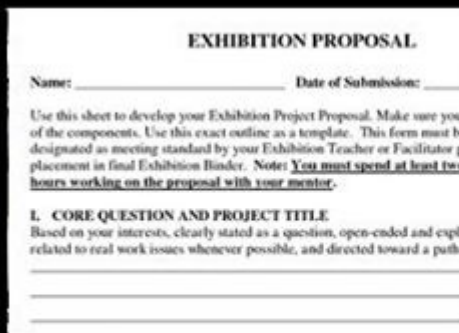 EXHIBITION PROPOSAL
Name: Date of Submission:
Use this sheet to develop your Exhibition Project Proposal. Make sure you
of the components. Use this exact outline as a template. This form must b
designated as meeting standard by your Exhibition Teacher or Facilitator p
placement in final Exhibition Binder. Note: You must spend at least two
hours working on the proposal with your mentor.
I. CORE QUESTION AND PROJECT TITLE
Based on your interests, clearly stated as a question, open-ended and expl
related to real work issues whenever possible, and directed toward a path